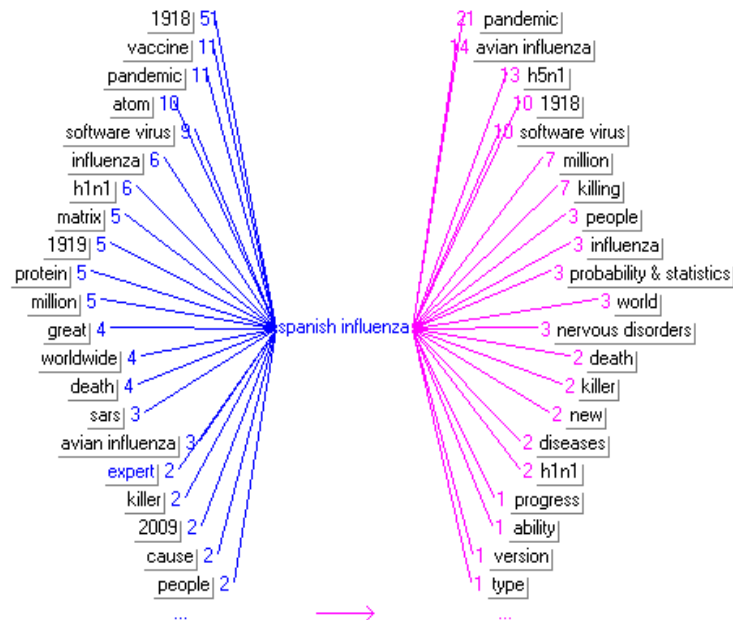 1918 51
vaccine 11
pandemic 11
atom 10
software virus 9
influenza 6
h1n1 6
matrix 5
1919 5
protein 5
million 5
great 4
worldwide 4
death 4
sars 3
avian influenza 3
expert 2
killer 2
2009 2
cause 2
people 2
...
spanish influenza
21 pandemic
14 avian influenza
13 h5n1
10 1918
10 software virus
7 million
7 killing
3 people
3 influenza
3 probability & statistics
3 world
3 nervous disorders
2 death
2 killer
2 new
2 diseases
2 h1n1
1 progress
1 ability
1 version
1 type
...